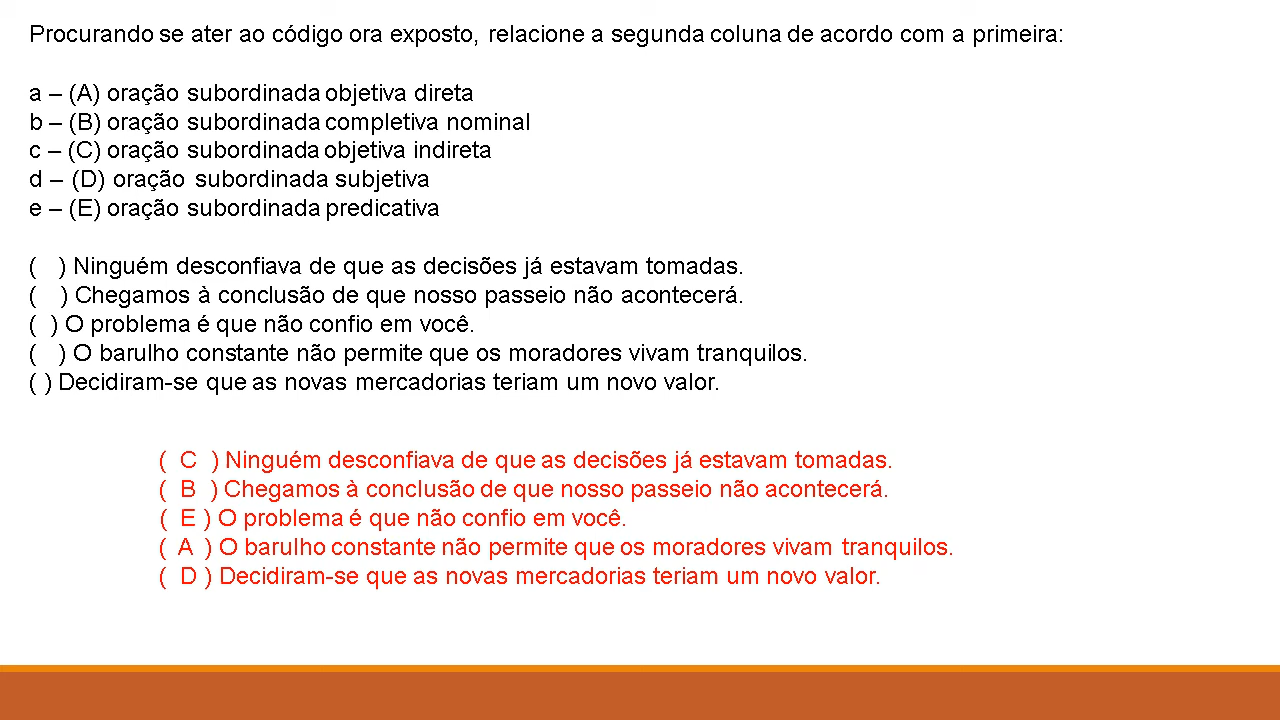 Procurando se ater ao código ora exposto, relacione a segunda coluna de acordo com a primeira:
a – (A) oração subordinada objetiva direta
b – (B) oração subordinada completiva nominal
c – (C) oração subordinada objetiva indireta
d – (D) oração subordinada subjetiva
e – (E) oração subordinada predicativa
( ) Ninguém desconfiava de que as decisões já estavam tomadas.
( ) Chegamos à conclusão de que nosso passeio não acontecerá.
( ) O problema é que não confio em você.
( ) O barulho constante não permite que os moradores vivam tranquilos.
( ) Decidiram-se que as novas mercadorias teriam um novo valor.
( C ) Ninguém desconfiava de que as decisões já estavam tomadas.
( B ) Chegamos à conclusão de que nosso passeio não acontecerá.
( E ) O problema é que não confio em você.
( A ) O barulho constante não permite que os moradores vivam tranquilos.
( D ) Decidiram-se que as novas mercadorias teriam um novo valor.